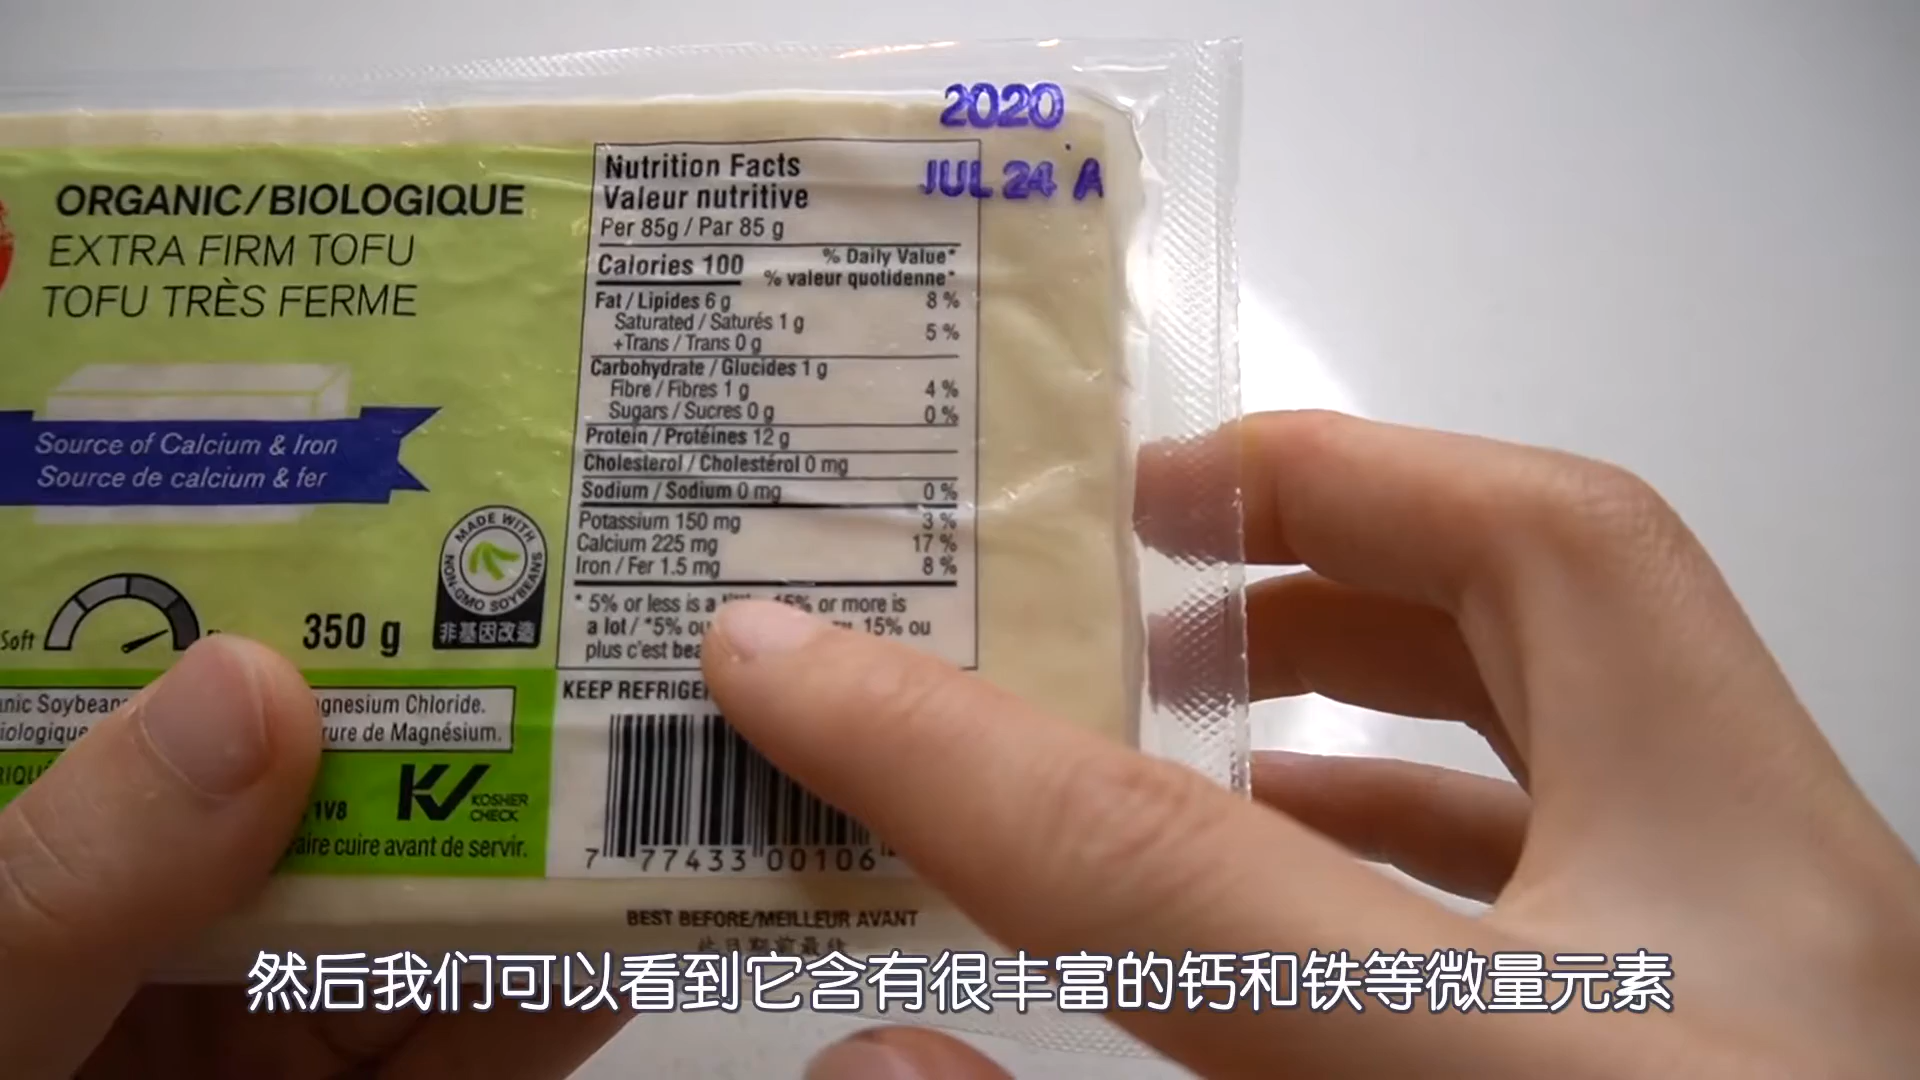 2020
JUL 24 A
ORGANIC/BIOLOGIQUE
EXTRA FIRM TOFU
TOFU TRÈS FERME
Source of Calcium & Iron
Source de calcium & fer
MADE WITH
NON-GMO SOYBEANS
非基因改造
Soft
350 g
gnesium Chloride.
rure de Magnésium.
1V8
KOSHER
CHECK
aire cuire avant de servir.
Nutrition Facts
Valeur nutritive
Per 85g / Par 85 g
Calories 100
% Daily Value*
% valeur quotidenne*
Fat / Lipides 6 g 8 %
Saturated / Saturés 1 g
+Trans / Trans 0 g 5 %
Carbohydrate / Glucides 1 g
Fibre / Fibres 1 g 4 %
Sugars / Sucres 0 g 0 %
Protein / Protéines 12 g
Cholesterol / Cholestérol 0 mg
Sodium / Sodium 0 mg 0 %
Potassium 150 mg 3 %
Calcium 225 mg 17 %
Iron / Fer 1.5 mg 8 %
* 5% or less is a 15% or more is
a lot / *5% ou 15% ou
plus c'est bea
KEEP REFRIGE
7 77433 00106
BEST BEFORE/MEILLEUR AVANT
此日期前最佳
然后我们可以看到它含有很丰富的钙和铁等微量元素